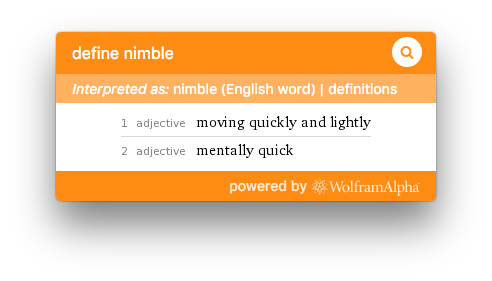 define nimble
Interpreted as: nimble (English word) | definitions
1 adjective moving quickly and lightly
2 adjective mentally quick
powered by WolframAlpha